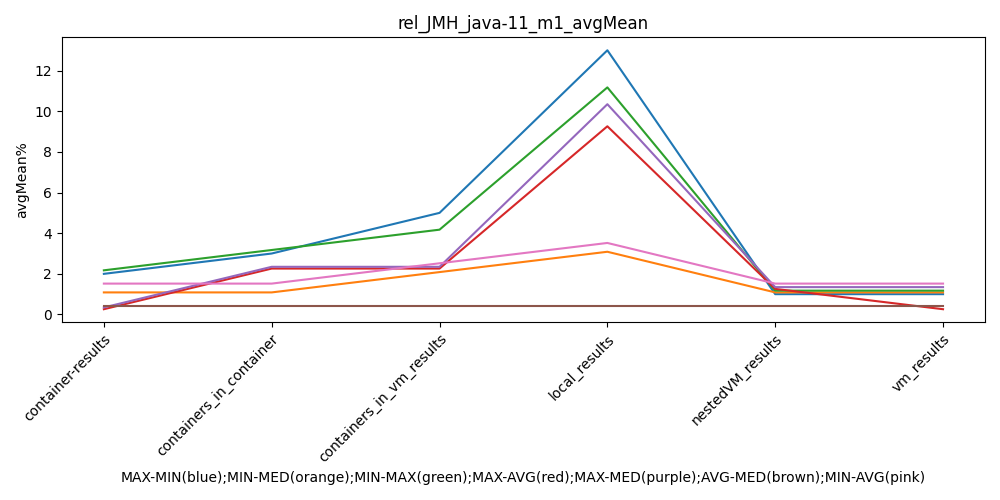 rel_JMH_java-11_m1_avgMean
avgMean%
12
10
8
6
4
2
0
container-results
containers_in_container
containers_in_vm_results
local_results
nestedVM_results
vm_results
MAX-MIN(blue);MIN-MED(orange);MIN-MAX(green);MAX-AVG(red);MAX-MED(purple);AVG-MED(brown);MIN-AVG(pink)